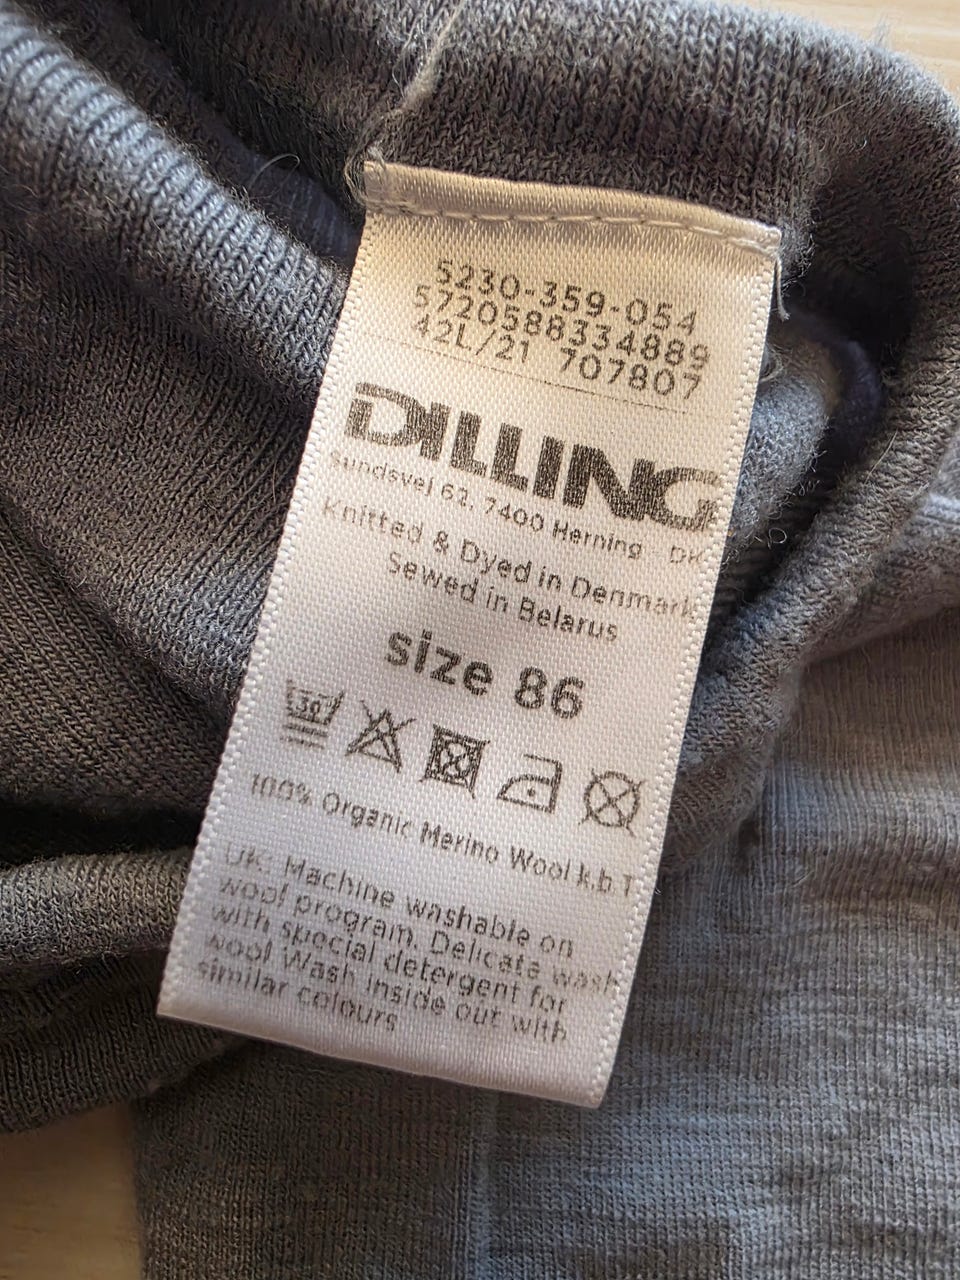 5230-359-054
5720588334889
42L/21 707807
DILLING
Sundsvej 62, 7400 Herning DK
Knitted & Dyed in Denmark
Sewed in Belarus
size 86
30
100% Organic Merino Wool k.b.T
UK: Machine washable on
wool program. Delicate wash
with special detergent for
wool Wash inside out with
similar colours